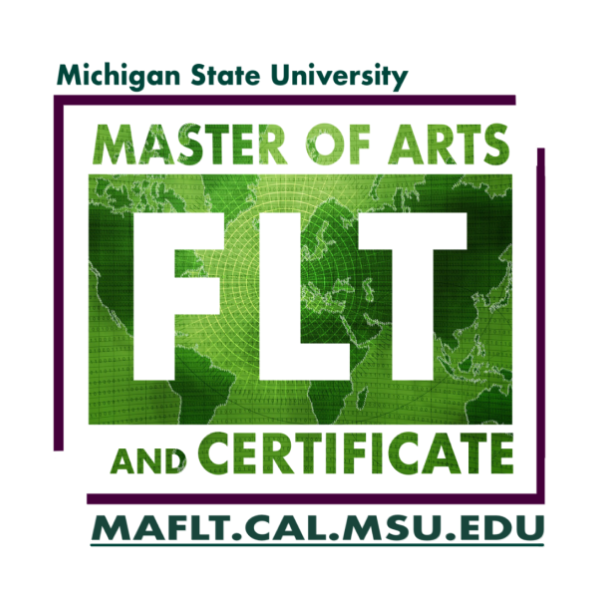 Michigan State University
MASTER OF ARTS
FLT
AND CERTIFICATE
MAFLT.CAL.MSU.EDU